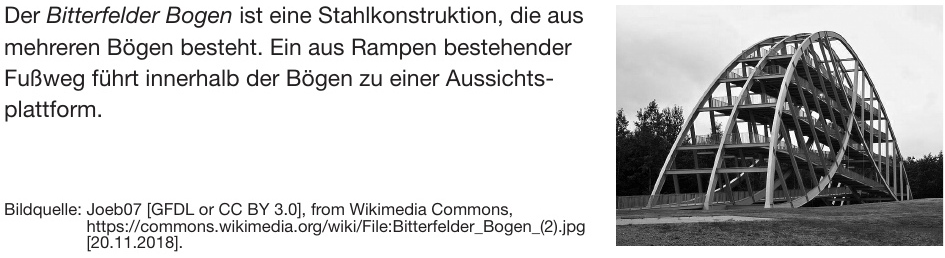 Der Bitterfelder Bogen ist eine Stahlkonstruktion, die aus
mehreren Bögen besteht. Ein aus Rampen bestehender
Fußweg führt innerhalb der Bögen zu einer Aussichts-
plattform.
Bildquelle: Joeb07 [GFDL or CC BY 3.0], from Wikimedia Commons,
https://commons.wikimedia.org/wiki/File:Bitterfelder_Bogen_(2).jpg
[20.11.2018].